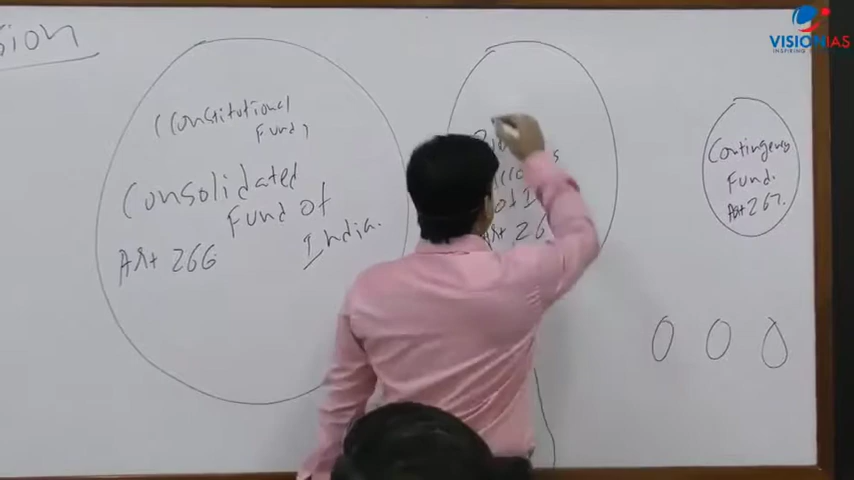 sion
(Constitutional
Fund)
Consolidated
Fund of
India.
Art 266
Contingency
Fund.
Art 267.
VISIONIAS